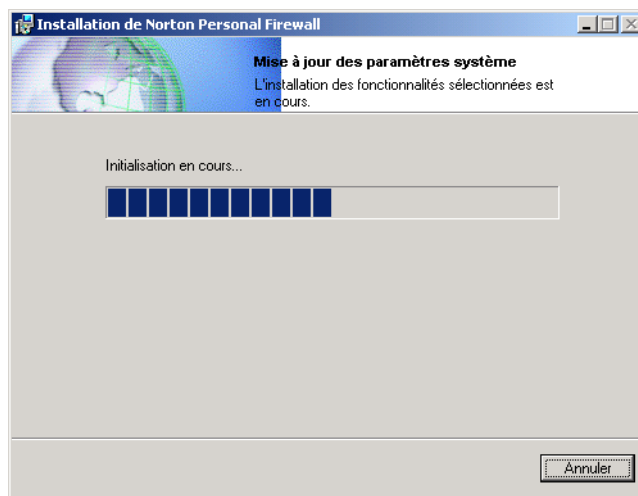 Installation de Norton Personal Firewall
Mise à jour des paramètres système
L'installation des fonctionnalités sélectionnées est
en cours.
Initialisation en cours...
Annuler